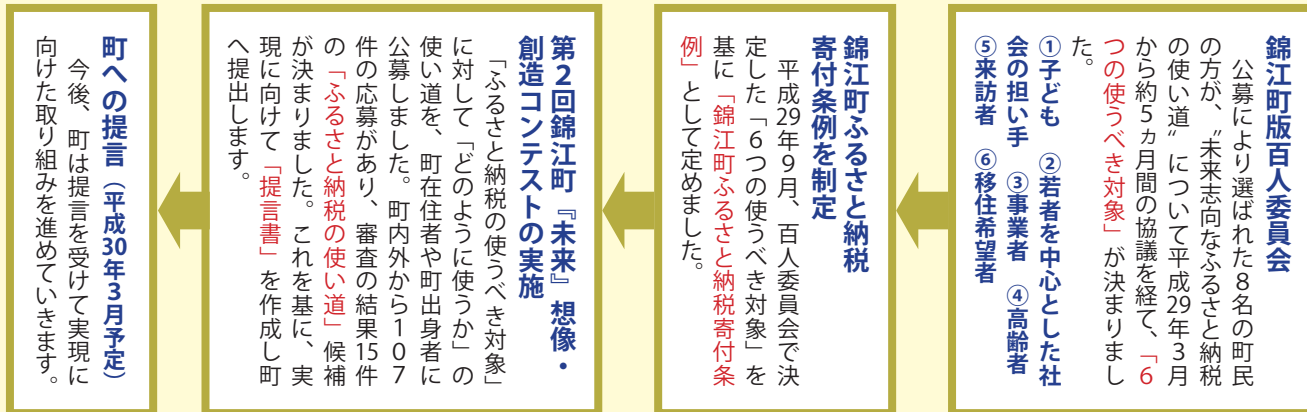 錦江町版百人委員会
　公募により選ばれた８名の町民
の方が、〝未来志向なふるさと納税
の使い道〟について平成29年３月
から約５ヵ月間の協議を経て、「６
つの使うべき対象」が決まりまし
た。
①子ども　②若者を中心とした社
会の担い手　③事業者　④高齢者
⑤来訪者　⑥移住希望者
錦江町ふるさと納税
寄付条例を制定
　平成29年９月、百人委員会で決
定した「６つの使うべき対象」を
基に「錦江町ふるさと納税寄付条
例」として定めました。
第２回錦江町『未来』想像・
創造コンテストの実施
　「ふるさと納税の使うべき対象」
に対して「どのように使うか」の
使い道を、町在住者や町出身者に
公募しました。町内外から１０７
件の応募があり、審査の結果15件
の「ふるさと納税の使い道」候補
が決まりました。これを基に、実
現に向けて「提言書」を作成し町
へ提出します。
町への提言（平成30年３月予定）
　今後、町は提言を受けて実現に
向けた取り組みを進めていきます。